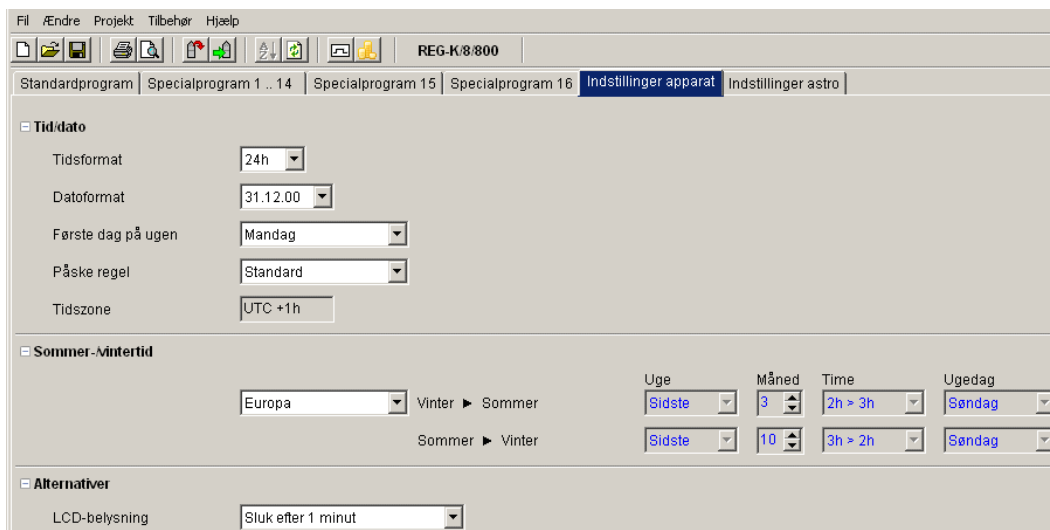 Fil Ændre Projekt Tilbehør Hjælp
REG-K/8/800
Standardprogram Specialprogram 1 .. 14 Specialprogram 15 Specialprogram 16 Indstillinger apparat Indstillinger astro
Tid/dato
Tidsformat 24h
Datoformat 31.12.00
Første dag på ugen Mandag
Påske regel Standard
Tidszone UTC +1h
Sommer-/vintertid
Uge Måned Time Ugedag
Europa Vinter ► Sommer Sidste 3 2h > 3h Søndag
Sommer ► Vinter Sidste 10 3h > 2h Søndag
Alternativer
LCD-belysning Sluk efter 1 minut